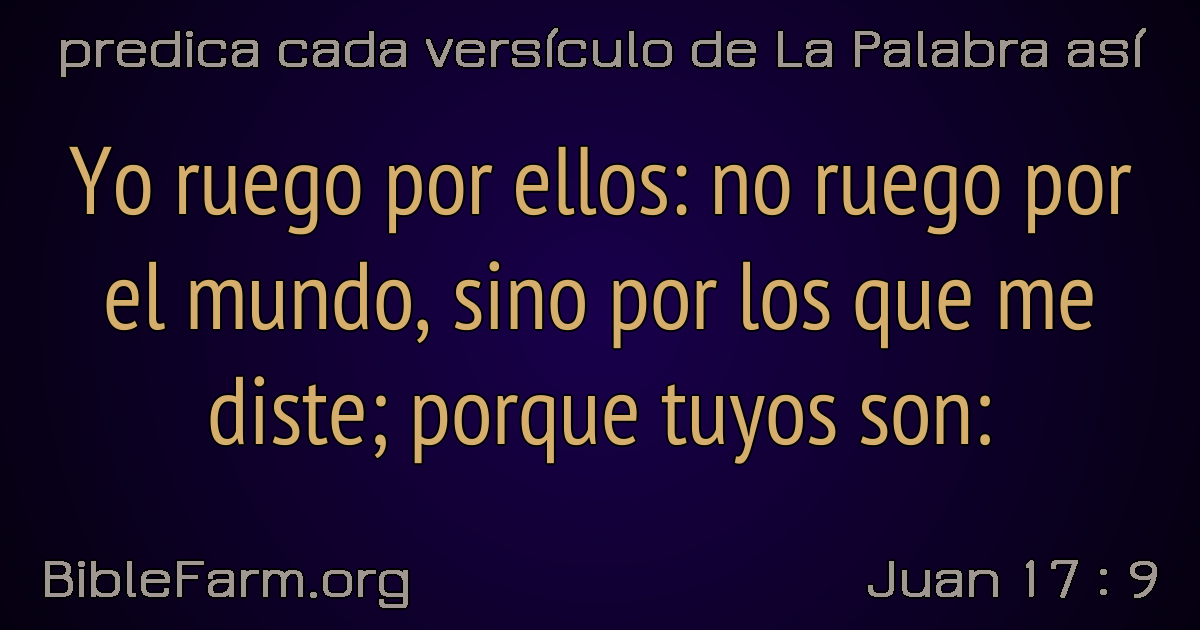 predica cada versículo de La Palabra así
Yo ruego por ellos: no ruego por
el mundo, sino por los que me
diste; porque tuyos son:
BibleFarm.org
Juan 17 : 9